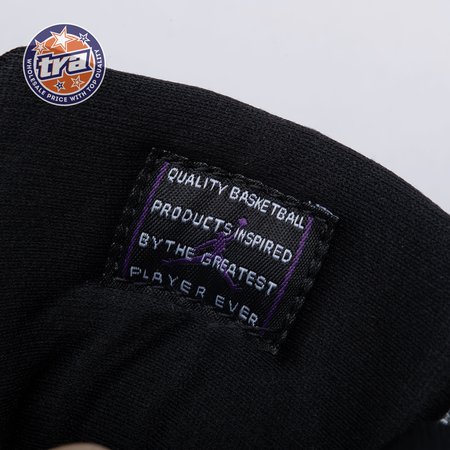 tra
WHOLESALE PRICE WITH TOP QUALITY
QUALITY BASKETBALL
PRODUCTS INSPIRED
BY THE GREATEST
PLAYER EVER